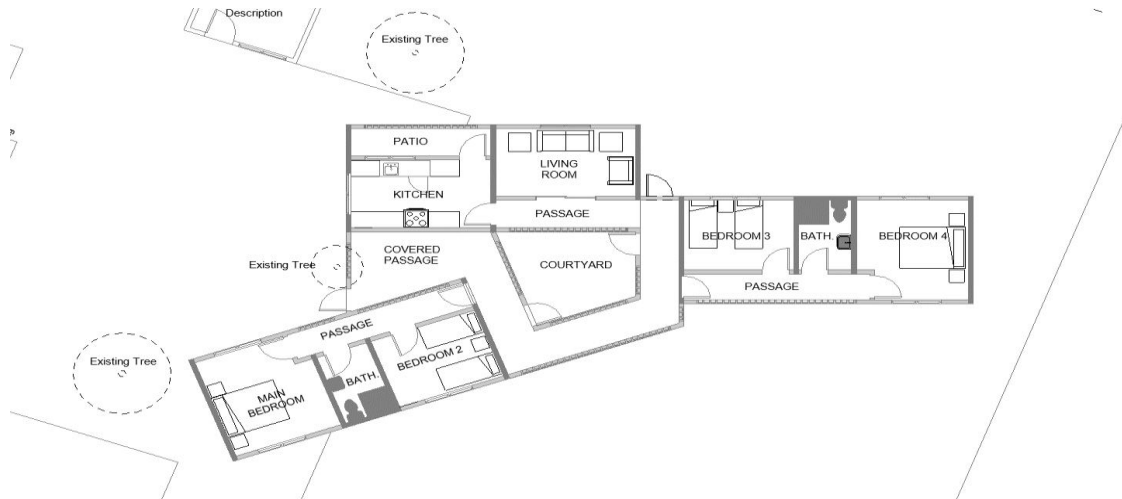 Description
Existing Tree
PATIO
LIVING
ROOM
KITCHEN
PASSAGE
BEDROOM 3
BATH.
BEDROOM 4
COVERED
PASSAGE
COURTYARD
Existing Tree
PASSAGE
PASSAGE
BEDROOM 2
Existing Tree
BATH.
MAIN
BEDROOM